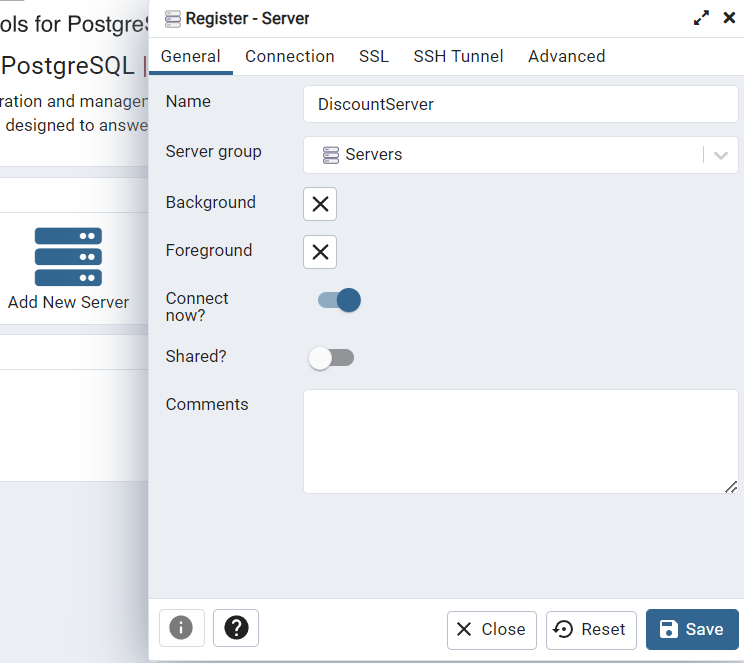 Register - Server
ols for PostgreS
PostgreSQL
ration and managem
designed to answe
Add New Server
General Connection SSL SSH Tunnel Advanced
Name DiscountServer
Server group Servers
Background
Foreground
Connect
now?
Shared?
Comments
Close Reset Save